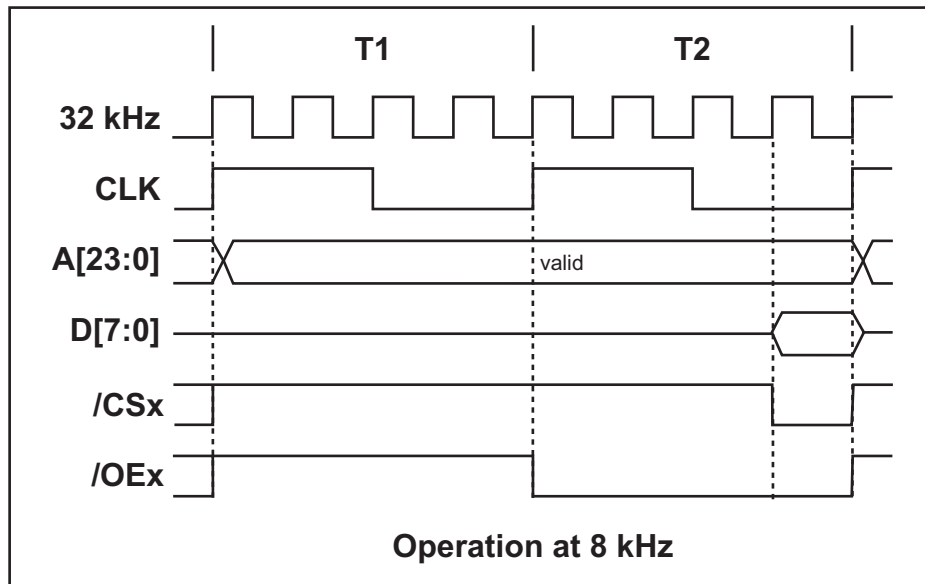 T1 T2
32 kHz
CLK
A[23:0] valid
D[7:0]
/CSx
/OEx
Operation at 8 kHz